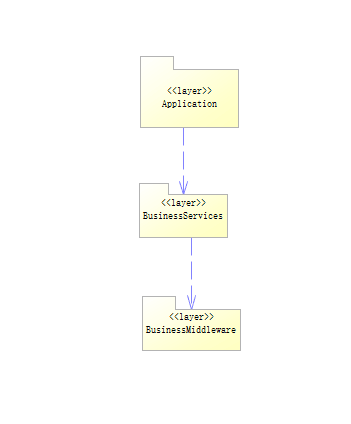 <<layer>>
Application
<<layer>>
BusinessServices
<<layer>>
BusinessMiddleware